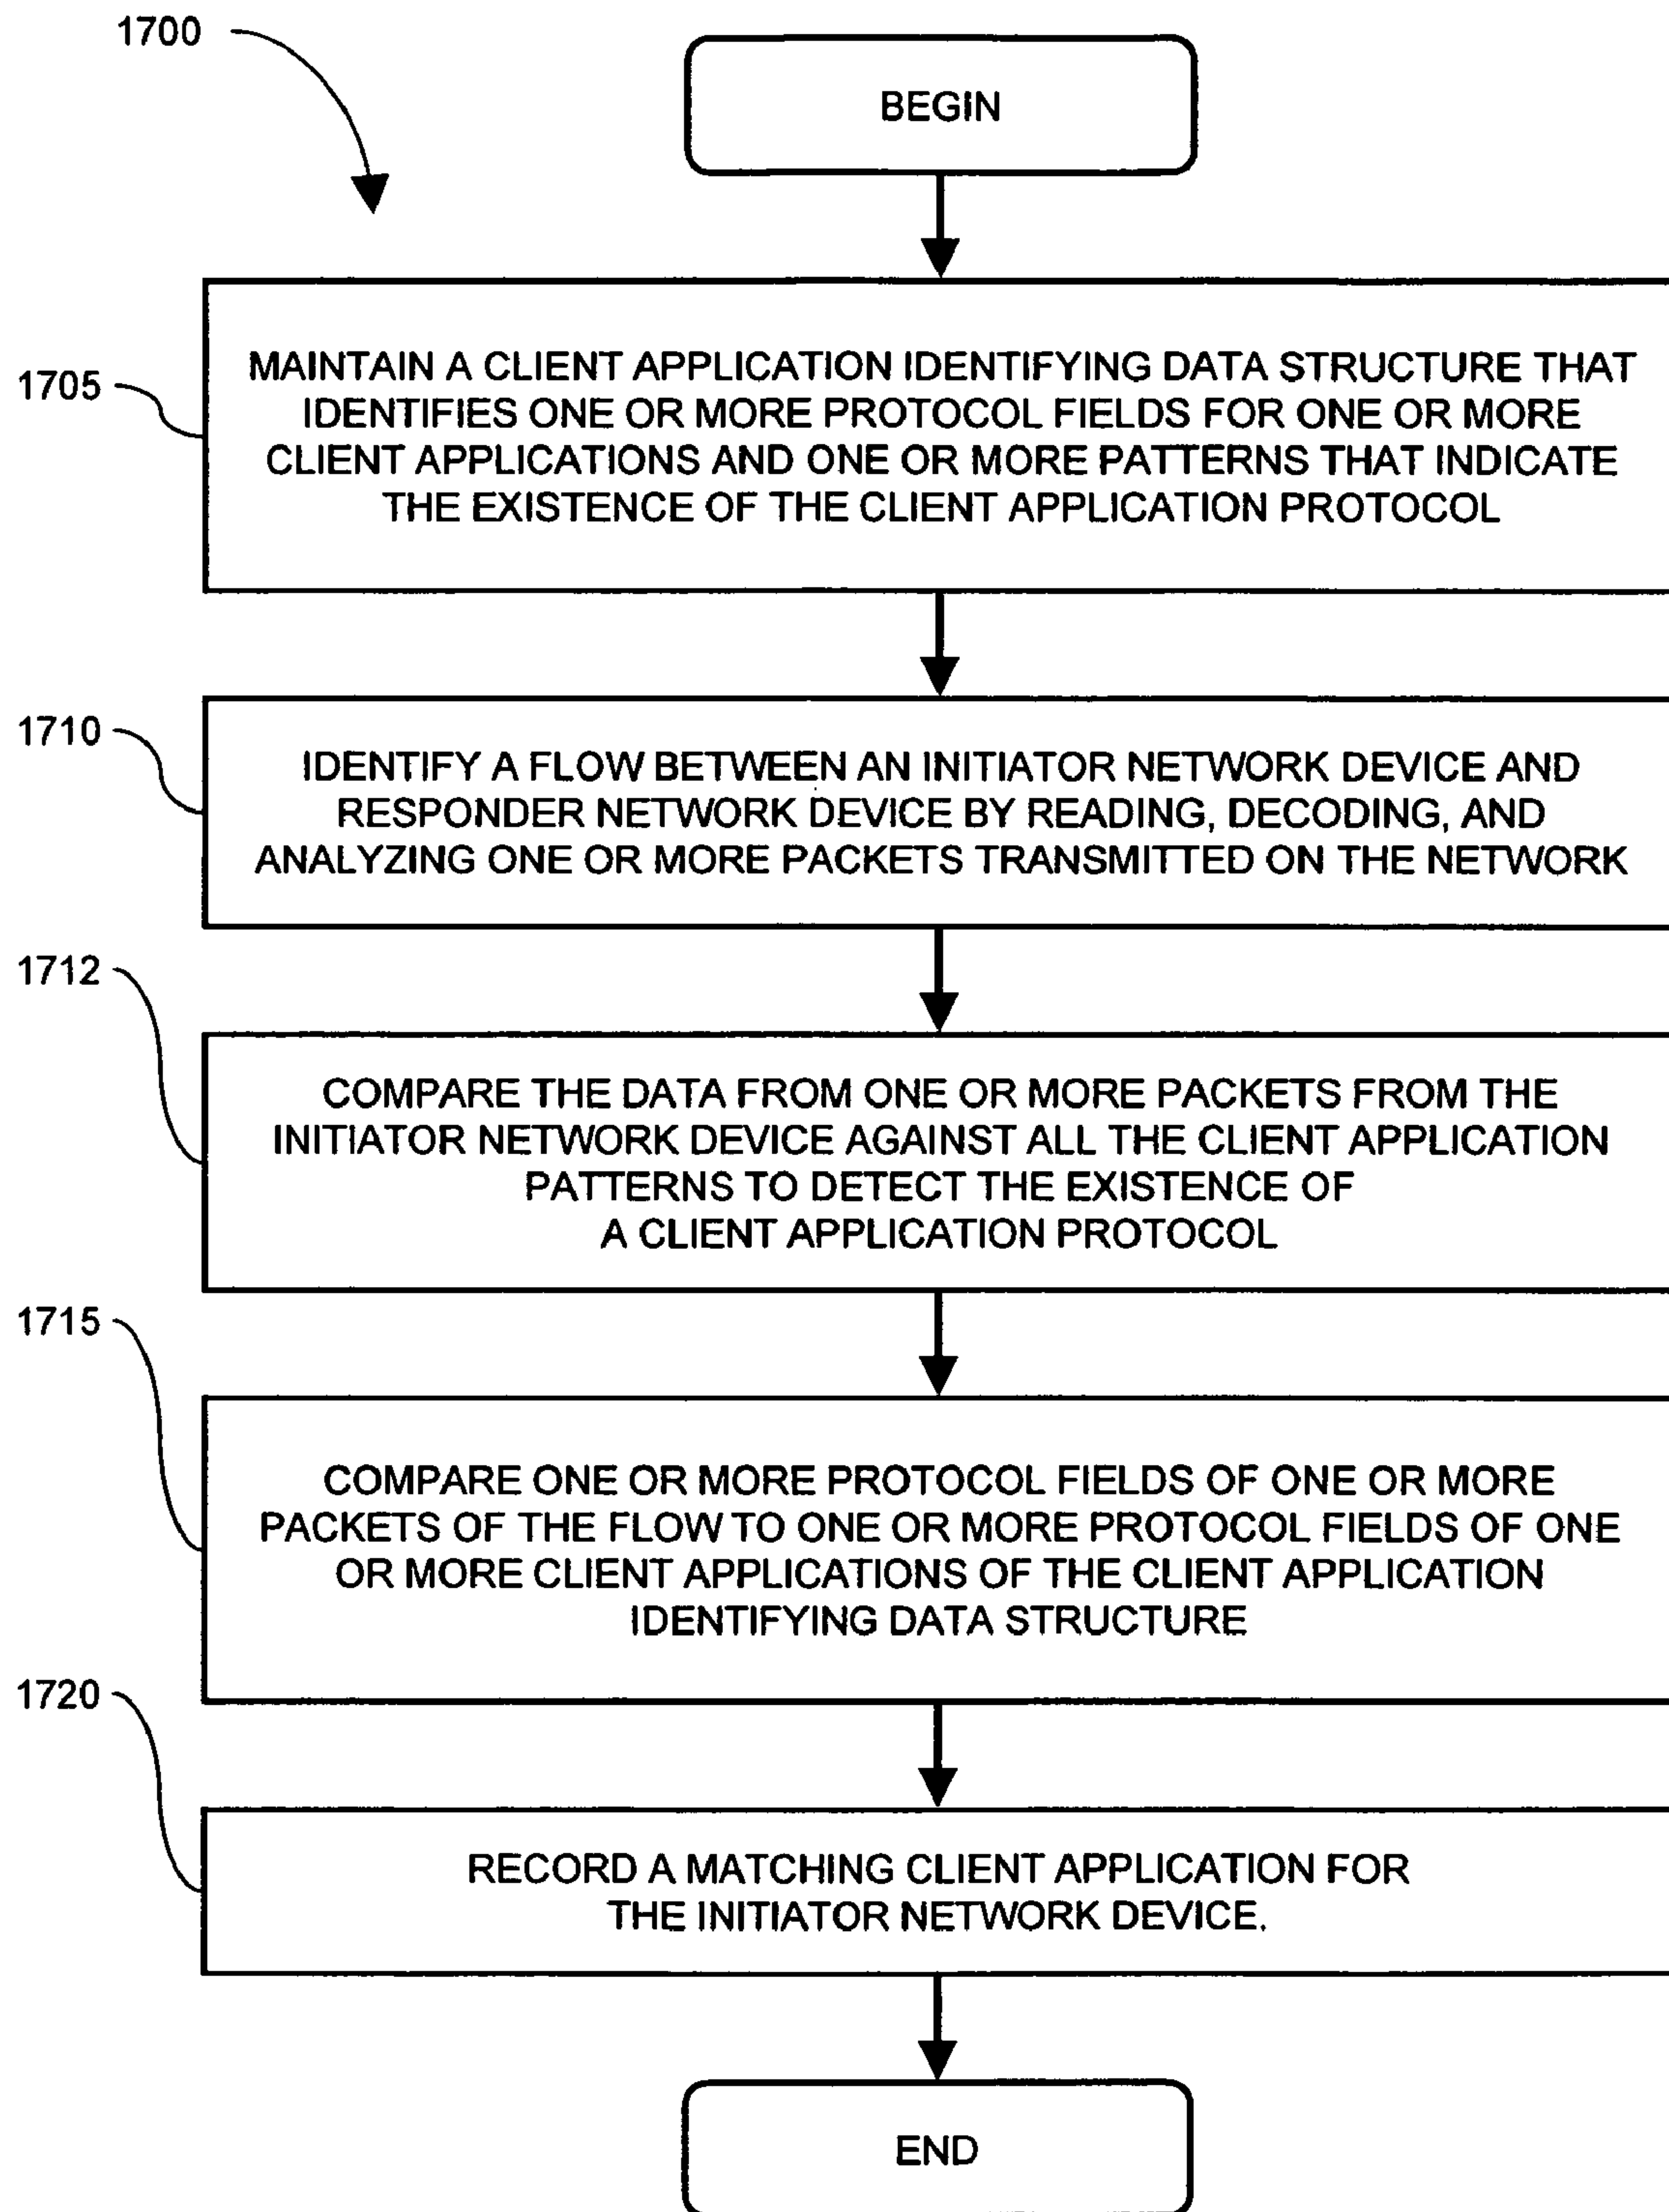 1700
BEGIN
1705
MAINTAIN A CLIENT APPLICATION IDENTIFYING DATA STRUCTURE THAT
IDENTIFIES ONE OR MORE PROTOCOL FIELDS FOR ONE OR MORE
CLIENT APPLICATIONS AND ONE OR MORE PATTERNS THAT INDICATE
THE EXISTENCE OF THE CLIENT APPLICATION PROTOCOL
1710
IDENTIFY A FLOW BETWEEN AN INITIATOR NETWORK DEVICE AND
RESPONDER NETWORK DEVICE BY READING, DECODING, AND
ANALYZING ONE OR MORE PACKETS TRANSMITTED ON THE NETWORK
1712
COMPARE THE DATA FROM ONE OR MORE PACKETS FROM THE
INITIATOR NETWORK DEVICE AGAINST ALL THE CLIENT APPLICATION
PATTERNS TO DETECT THE EXISTENCE OF
A CLIENT APPLICATION PROTOCOL
1715
COMPARE ONE OR MORE PROTOCOL FIELDS OF ONE OR MORE
PACKETS OF THE FLOW TO ONE OR MORE PROTOCOL FIELDS OF ONE
OR MORE CLIENT APPLICATIONS OF THE CLIENT APPLICATION
IDENTIFYING DATA STRUCTURE
1720
RECORD A MATCHING CLIENT APPLICATION FOR
THE INITIATOR NETWORK DEVICE.
END